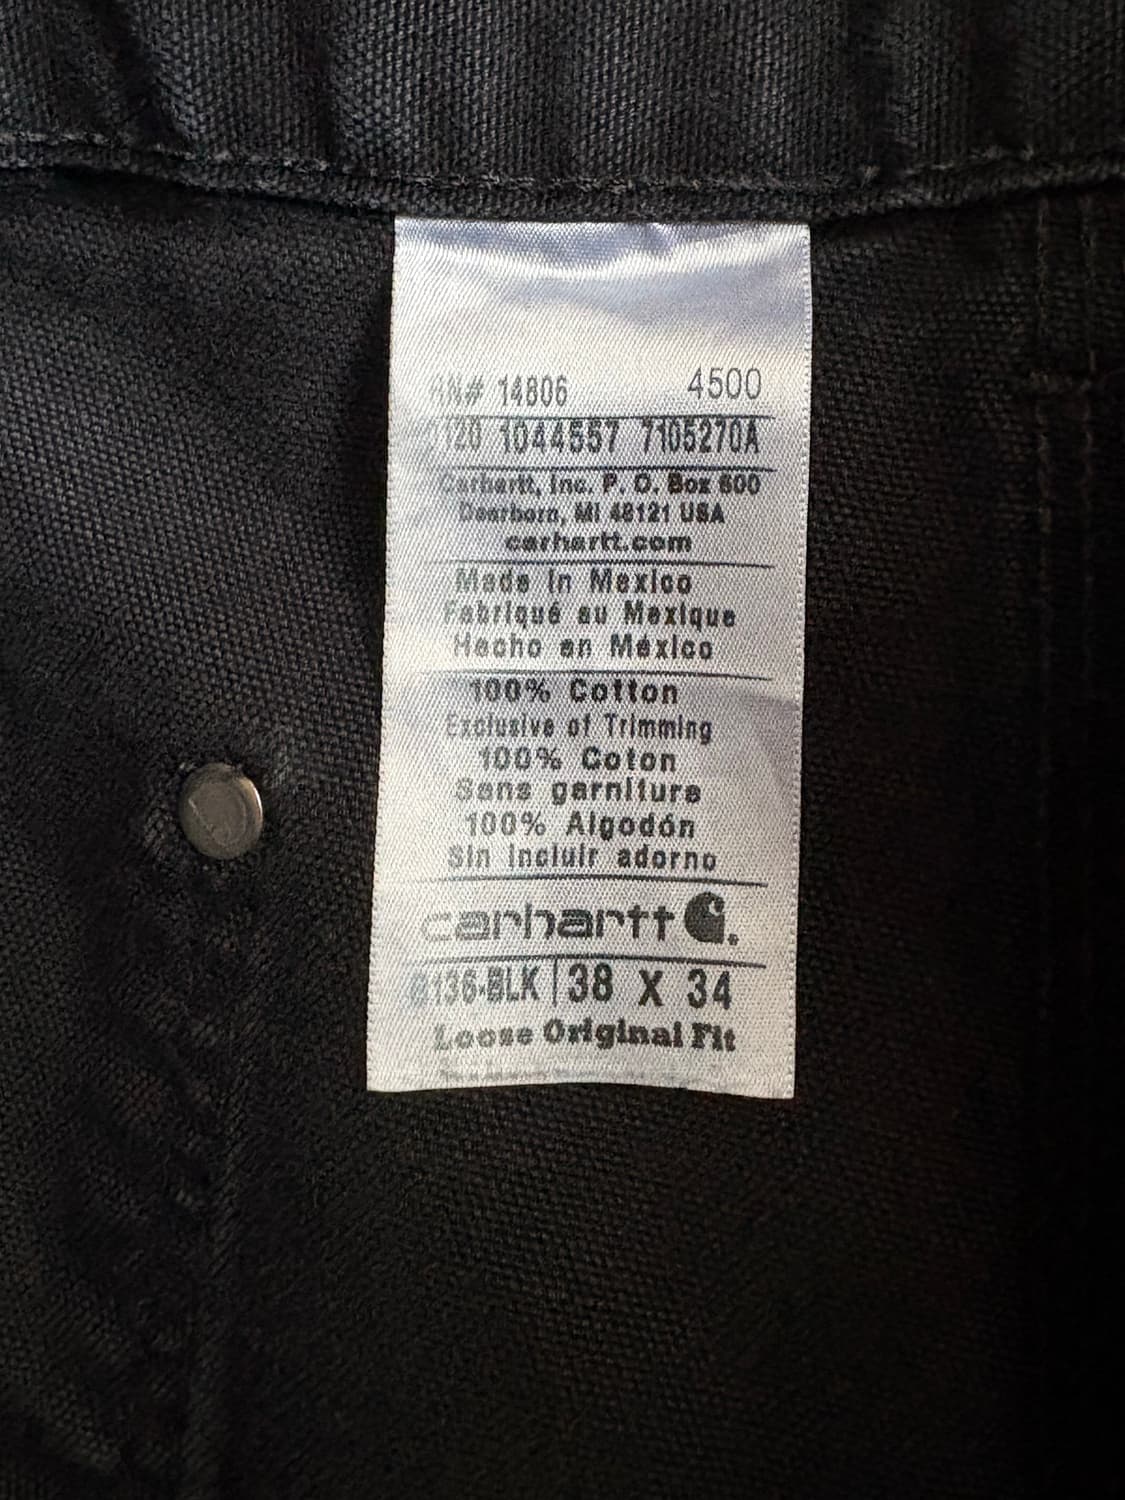 RN# 14806 4500
0120 1044557 7105270A
Carhartt, Inc. P. O. Box 600
Dearborn, MI 48121 USA
carhartt.com
Made in Mexico
Fabriqué au Mexique
Hecho en México
100% Cotton
Exclusive of Trimming
100% Coton
Sans garniture
100% Algodón
Sin incluir adorno
carhartt
B136-BLK 38 X 34
Loose Original Fit